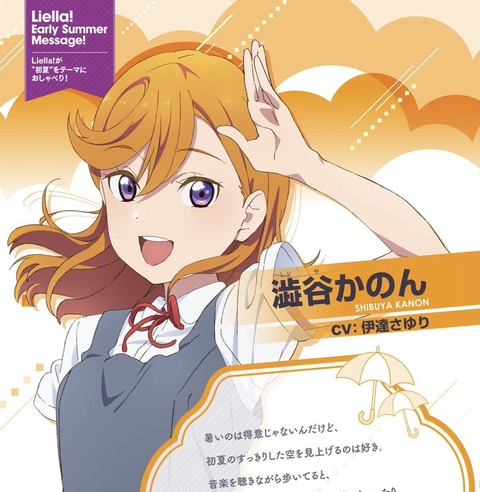 Liella!
Early Summer
Message!
Liella!が
"初夏"をテーマに
おしゃべり!
しぶ や
澁谷かのん
SHIBUYA KANON
CV: 伊達さゆり
暑いのは得意じゃないんだけど、
初夏のすっきりした空を見上げるのは好き。
音楽を聴きながら歩いてると、